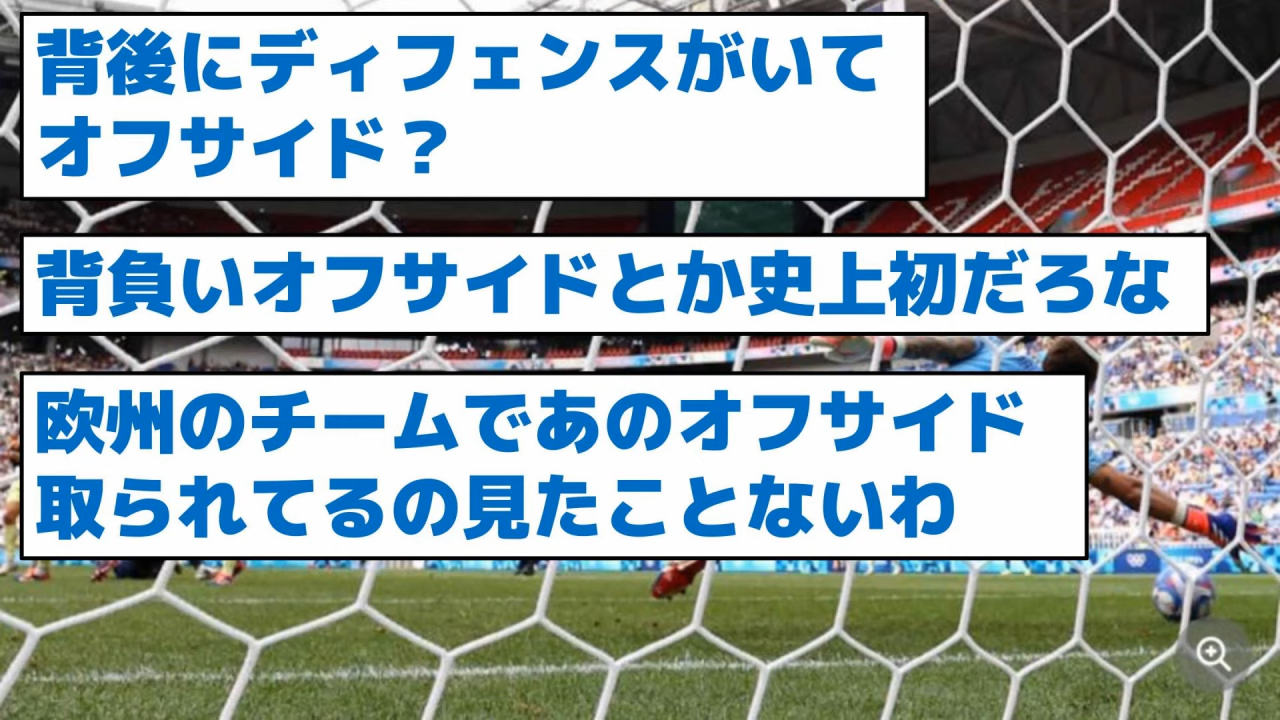 背後にディフェンスがいて
オフサイド？
背負いオフサイドとか史上初だろな
欧州のチームであのオフサイド
取られてるの見たことないわ